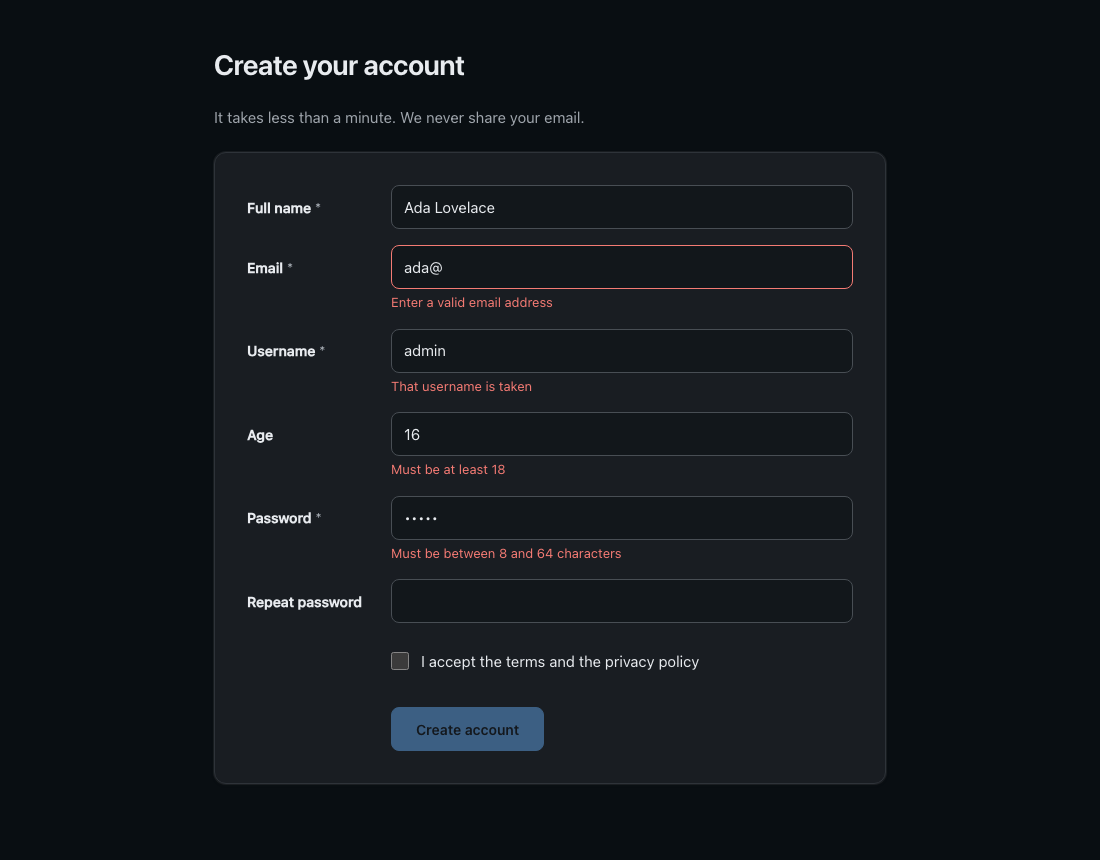 Create your account
It takes less than a minute. We never share your email.
Full name *
Ada Lovelace
Email *
ada@
Enter a valid email address
Username *
admin
That username is taken
Age
16
Must be at least 18
Password *
•••••
Must be between 8 and 64 characters
Repeat password
I accept the terms and the privacy policy
Create account